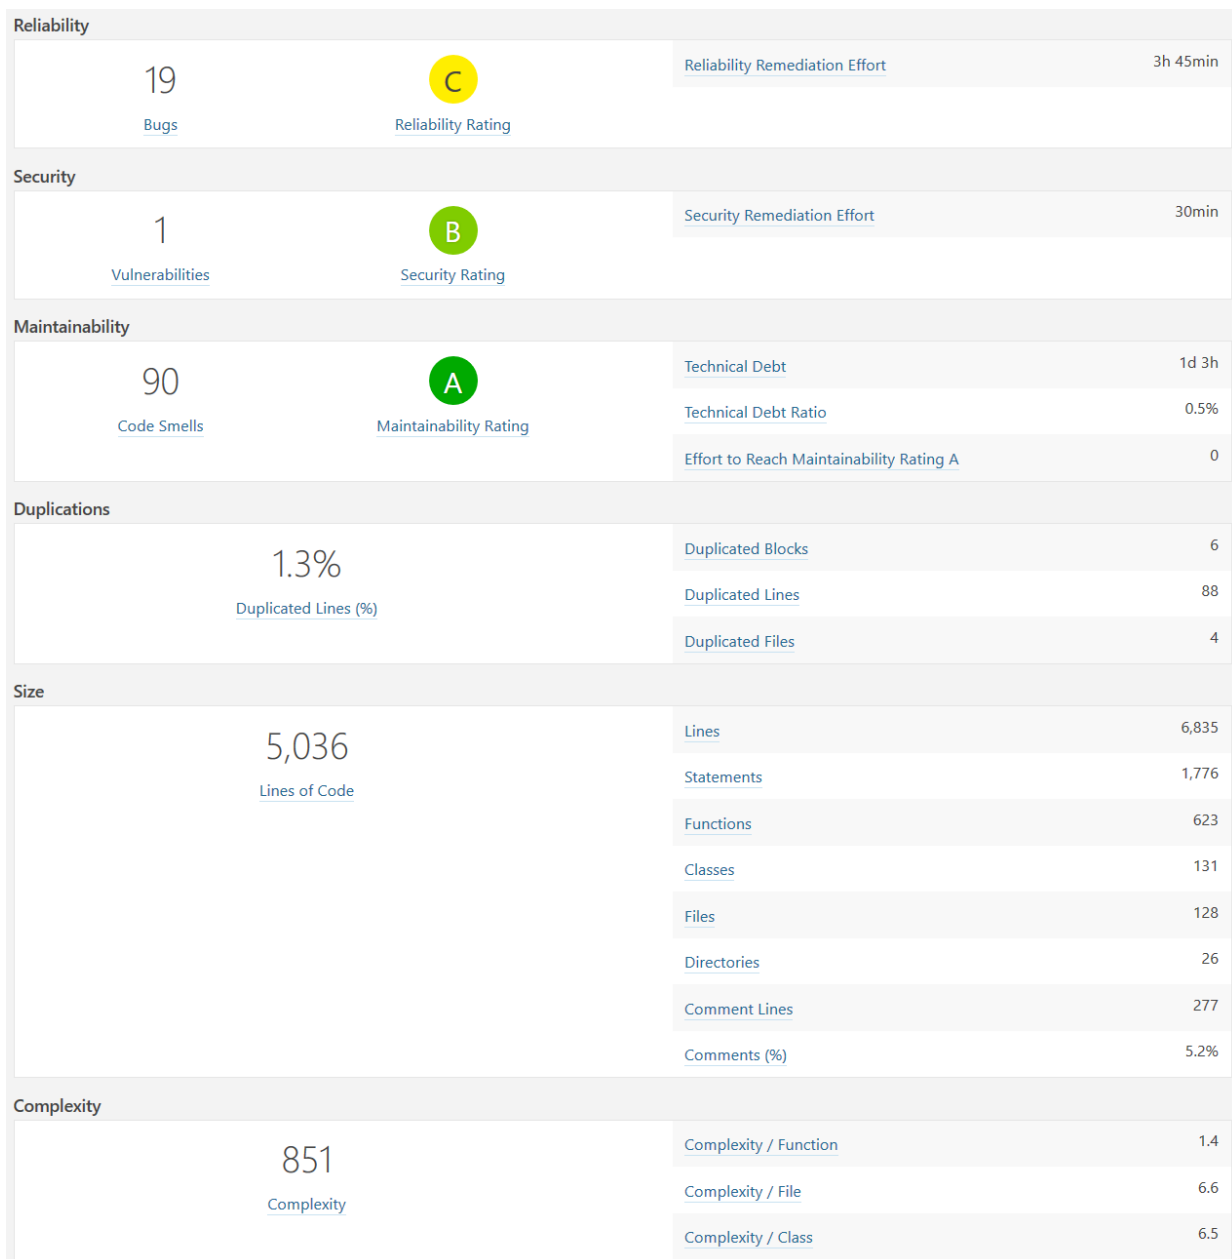 Reliability
19
Bugs
C
Reliability Rating
Reliability Remediation Effort 3h 45min
Security
1
Vulnerabilities
B
Security Rating
Security Remediation Effort 30min
Maintainability
90
Code Smells
A
Maintainability Rating
Technical Debt 1d 3h
Technical Debt Ratio 0.5%
Effort to Reach Maintainability Rating A 0
Duplications
1.3%
Duplicated Lines (%)
Duplicated Blocks 6
Duplicated Lines 88
Duplicated Files 4
Size
5,036
Lines of Code
Lines 6,835
Statements 1,776
Functions 623
Classes 131
Files 128
Directories 26
Comment Lines 277
Comments (%) 5.2%
Complexity
851
Complexity
Complexity / Function 1.4
Complexity / File 6.6
Complexity / Class 6.5